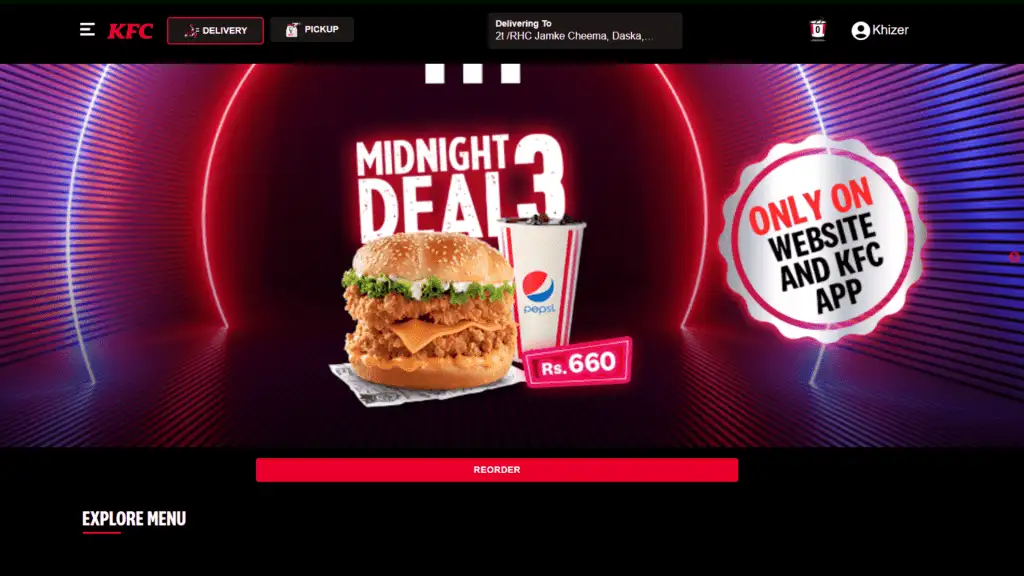 KFC
DELIVERY
PICKUP
Delivering To
2t /RHC Jamke Cheema, Daska,...
0
Khizer
MIDNIGHT
DEAL 3
pepsi
Rs.660
ONLY ON
WEBSITE
AND KFC
APP
REORDER
EXPLORE MENU